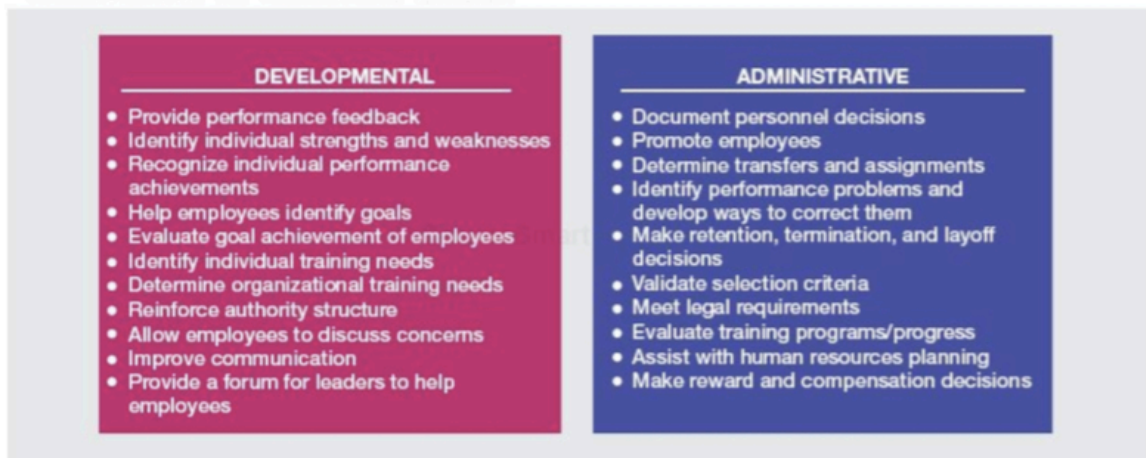 DEVELOPMENTAL
• Provide performance feedback
• Identify individual strengths and weaknesses
• Recognize individual performance
achievements
• Help employees identify goals
• Evaluate goal achievement of employees
• Identify individual training needs
• Determine organizational training needs
• Reinforce authority structure
• Allow employees to discuss concerns
• Improve communication
• Provide a forum for leaders to help
employees
ADMINISTRATIVE
• Document personnel decisions
• Promote employees
• Determine transfers and assignments
• Identify performance problems and
develop ways to correct them
• Make retention, termination, and layoff
decisions
• Validate selection criteria
• Meet legal requirements
• Evaluate training programs/progress
• Assist with human resources planning
• Make reward and compensation decisions